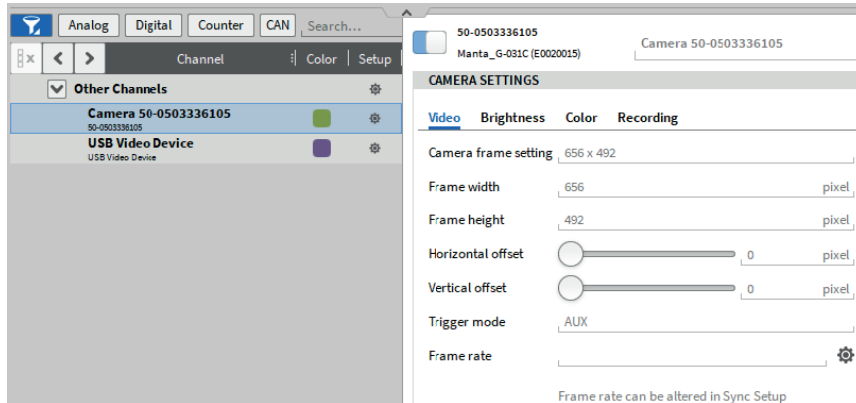 Analog Digital Counter CAN Search...
Channel Color Setup
Other Channels
Camera 50-0503336105
50-0503336105
USB Video Device
USB Video Device
50-0503336105
Manta_G-031C (E0020015)
Camera 50-0503336105
CAMERA SETTINGS
Video Brightness Color Recording
Camera frame setting 656 x 492
Frame width 656 pixel
Frame height 492 pixel
Horizontal offset 0 pixel
Vertical offset 0 pixel
Trigger mode AUX
Frame rate
Frame rate can be altered in Sync Setup